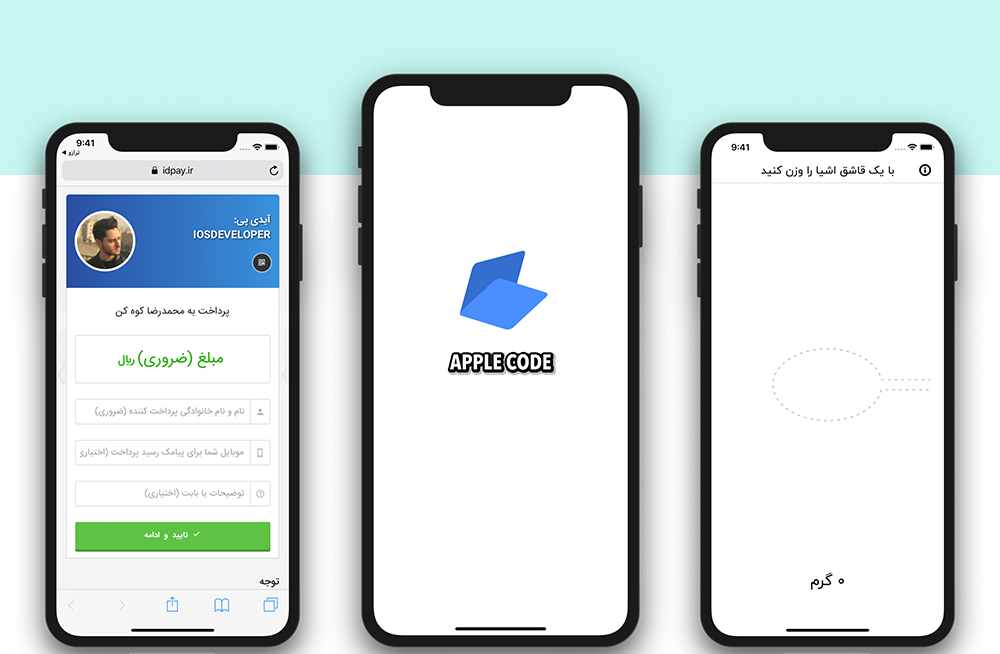 9:41
ترازو
idpay.ir
آیدی پی:
IOSDEVELOPER
پرداخت به محمدرضا کوه کن
مبلغ (ضروری) ریال
نام و نام خانوادگی پرداخت کننده (ضروری)
موبایل شما برای پیامک رسید پرداخت (اختیاری
توضیحات یا بابت (اختیاری)
تایید و ادامه
توجه
APPLE CODE
9:41
با یک قاشق اشیا را وزن کنید
۰ گرم